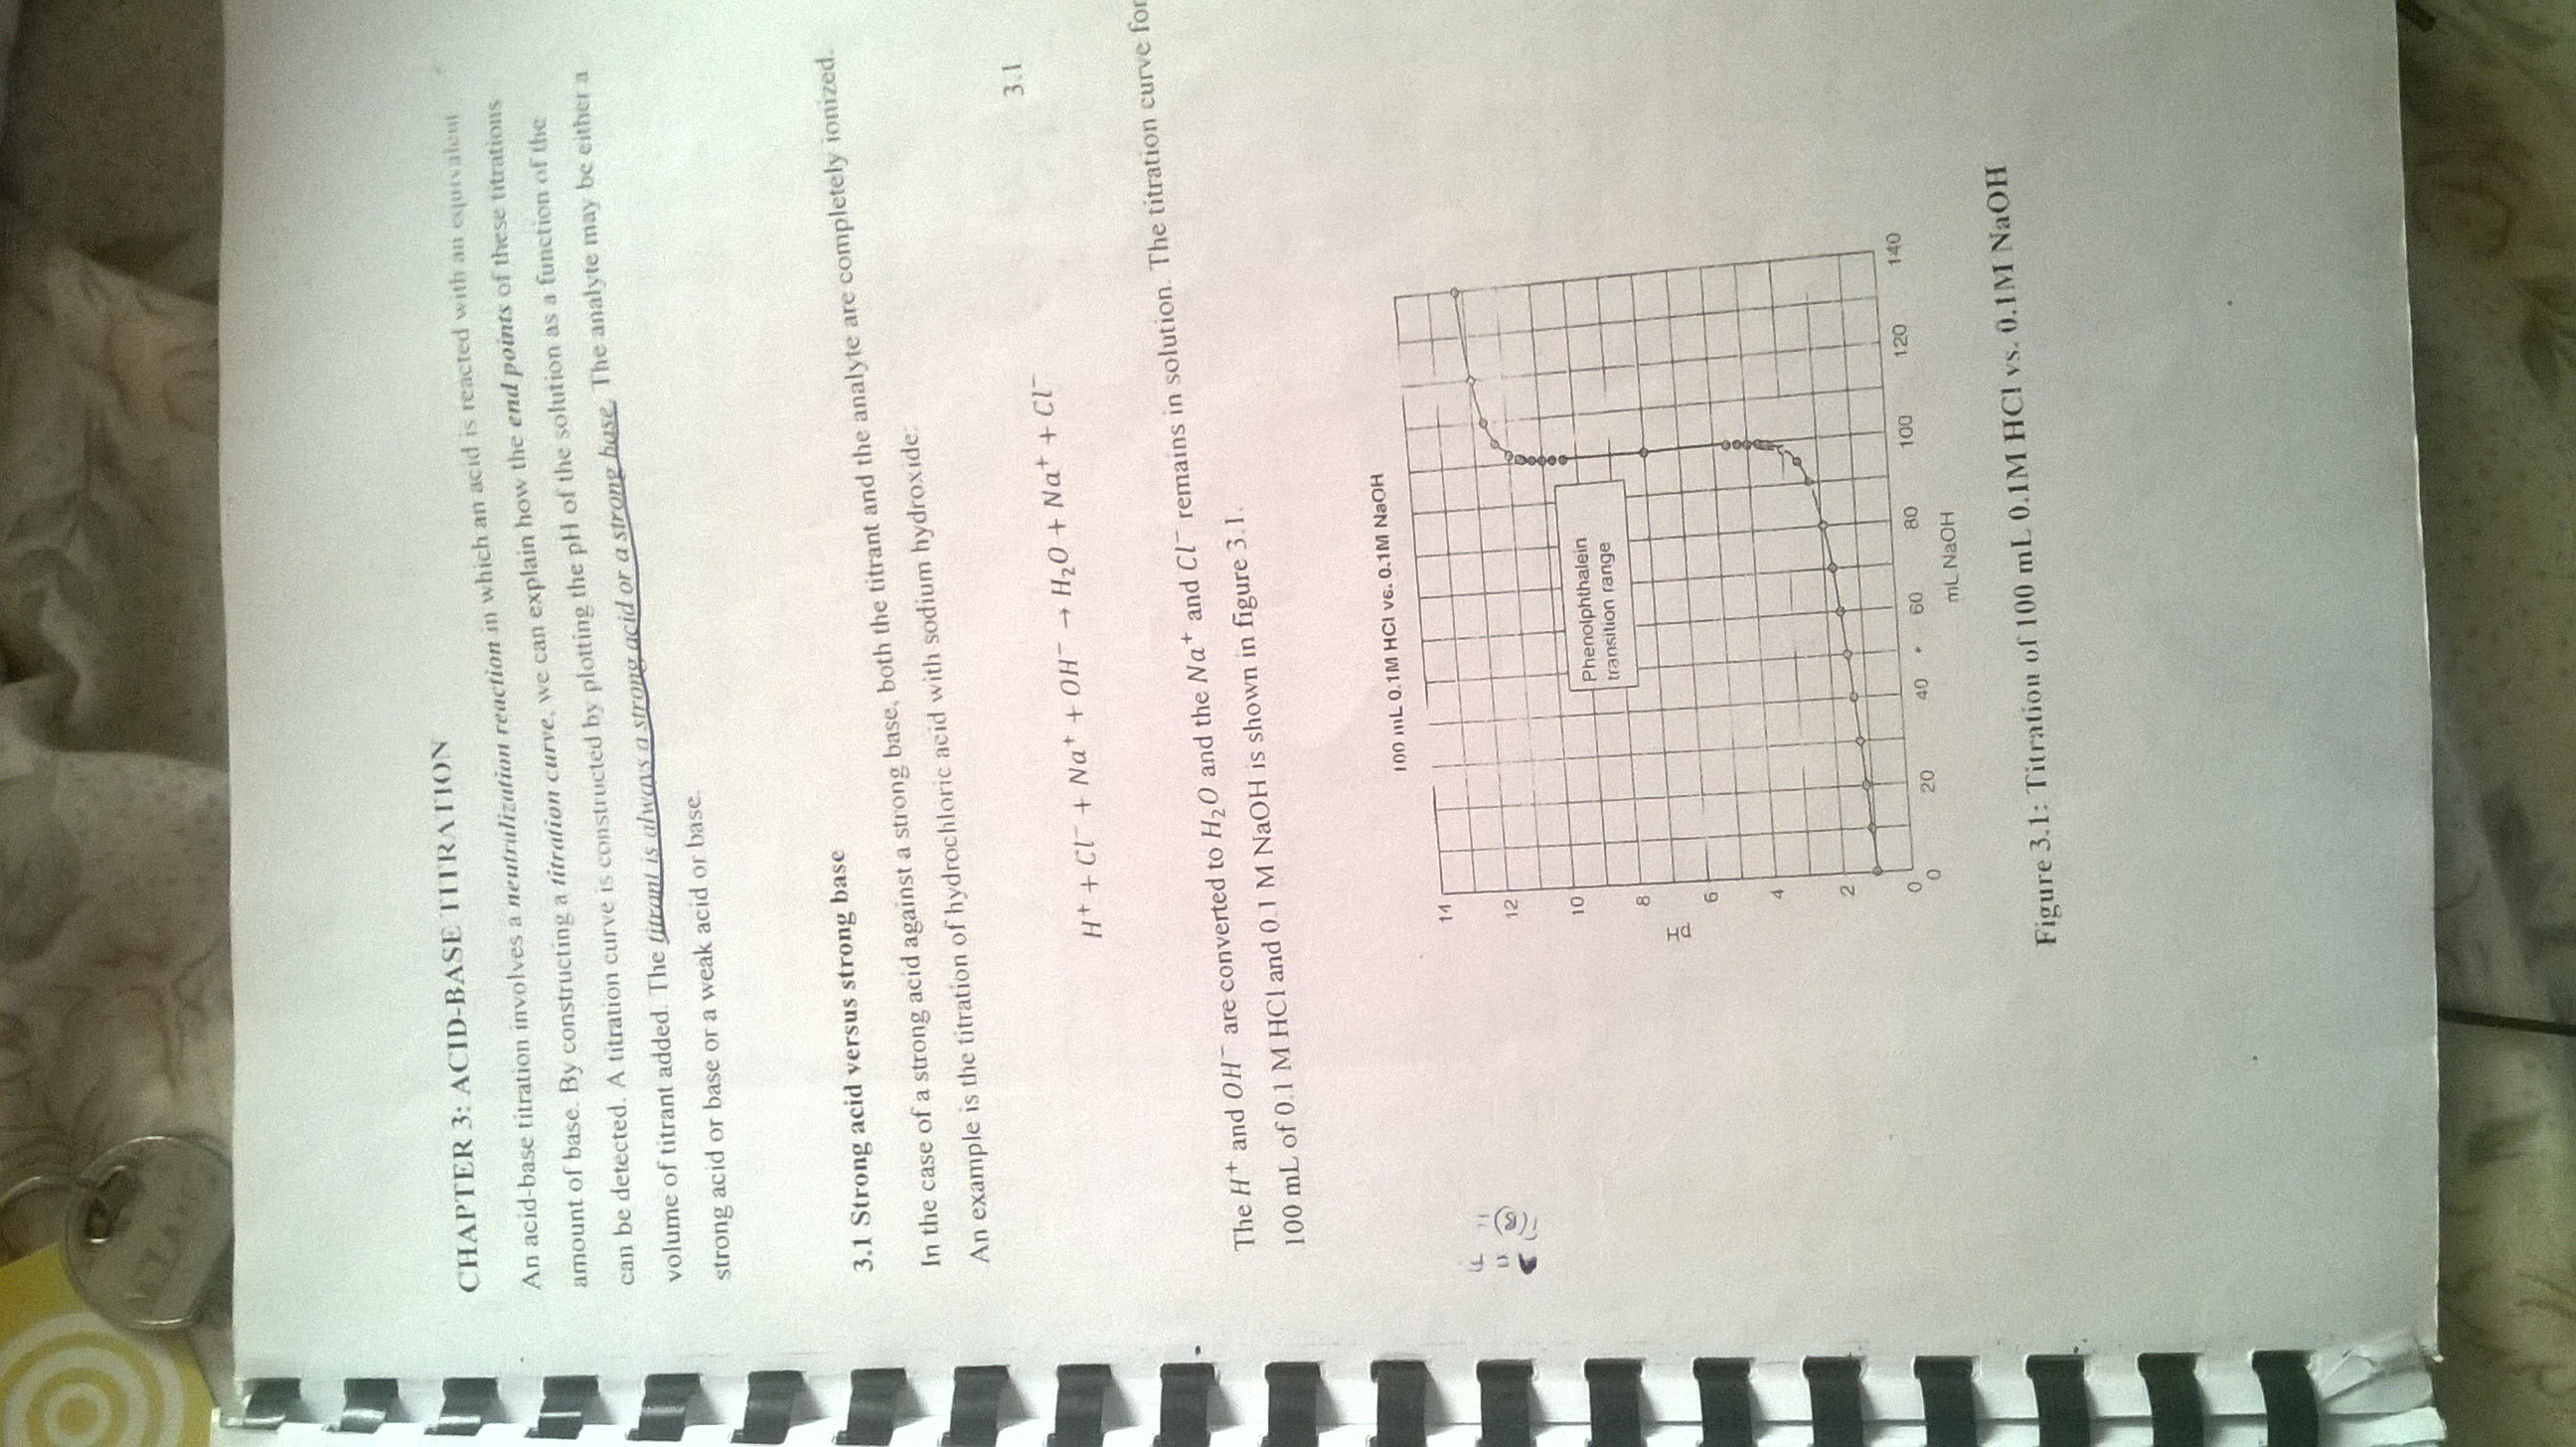 CHAPTER 3: ACID-BASE TITRATION
An acid-base titration involves a neutralization reaction in which an acid is reacted with an equivalent
amount of base. By constructing a titration curve, we can explain how the end points of these titrations
can be detected. A titration curve is constructed by plotting the pH of the solution as a function of the
volume of titrant added. The titrant is always a strong acid or a strong base. The analyte may be either a
strong acid or base or a weak acid or base.
3.1 Strong acid versus strong base
In the case of a strong acid against a strong base, both the titrant and the analyte are completely ionized.
An example is the titration of hydrochloric acid with sodium hydroxide:
3.1
H⁺ + Cl⁻ + Na⁺ + OH⁻ → H₂O + Na⁺ + Cl⁻
The H⁺ and OH⁻ are converted to H₂O and the Na⁺ and Cl⁻ remains in solution. The titration curve for
100 mL of 0.1 M HCl and 0.1 M NaOH is shown in figure 3.1.
100 mL 0.1M HCl vs. 0.1M NaOH
14
12
10
8
6
4
2
0
pH
Phenolphthalein
transition range
0 20 40 60 80 100 120 140
mL NaOH
Figure 3.1: Titration of 100 mL 0.1M HCl vs. 0.1M NaOH